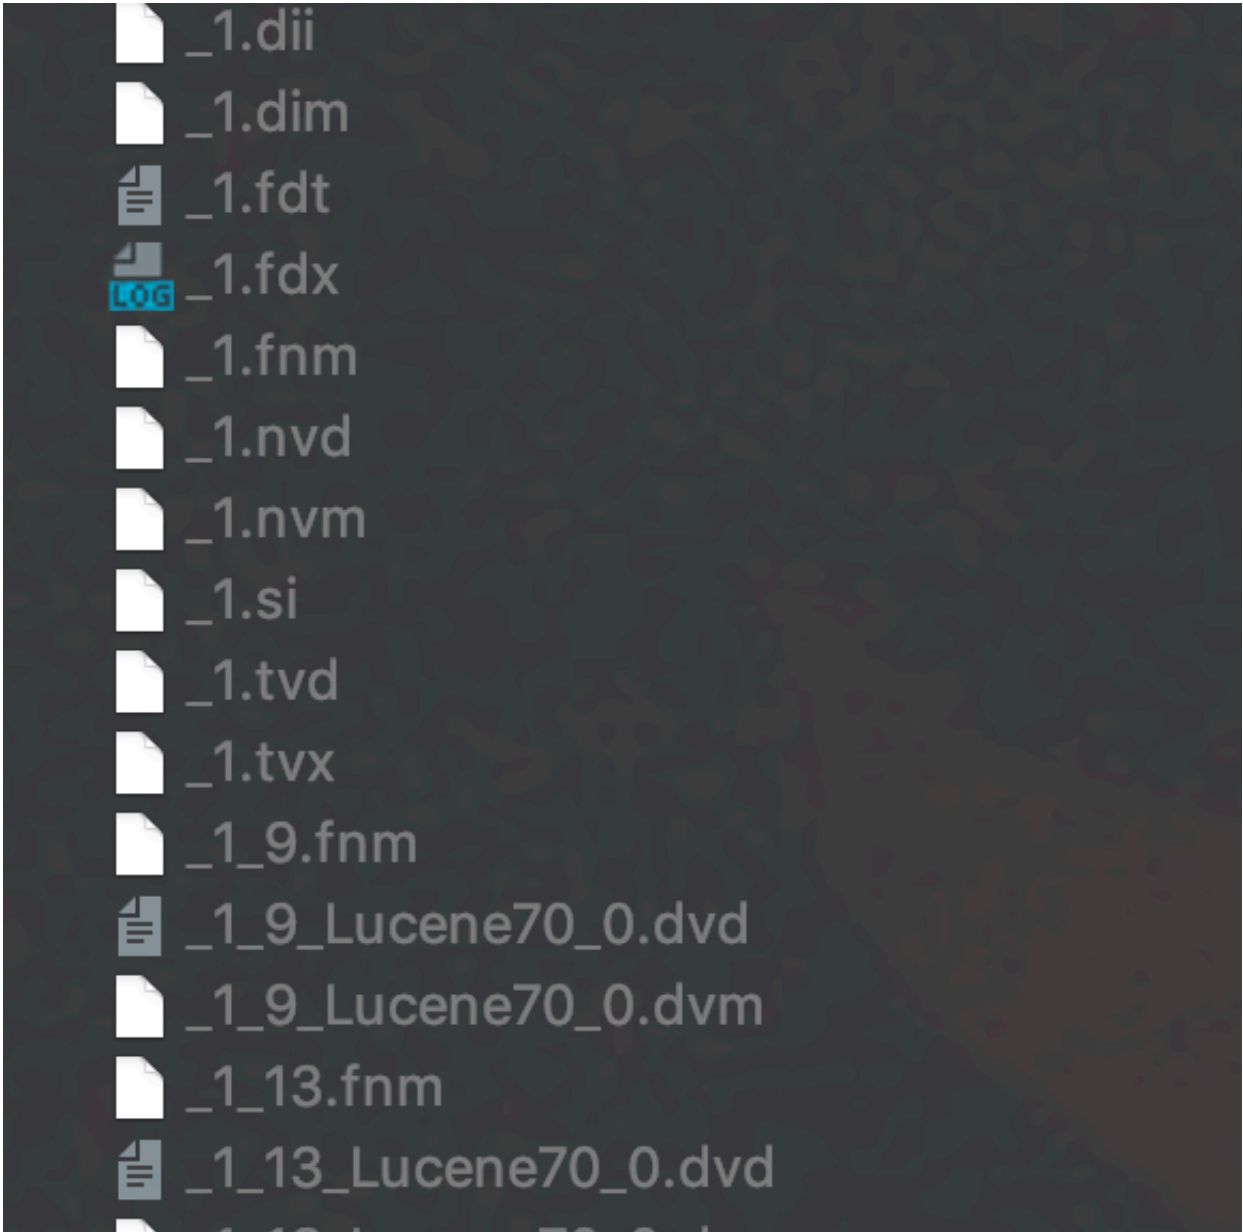 _1.dii
_1.dim
_1.fdt
LOG _1.fdx
_1.fnm
_1.nvd
_1.nvm
_1.si
_1.tvd
_1.tvx
_1_9.fnm
_1_9_Lucene70_0.dvd
_1_9_Lucene70_0.dvm
_1_13.fnm
_1_13_Lucene70_0.dvd